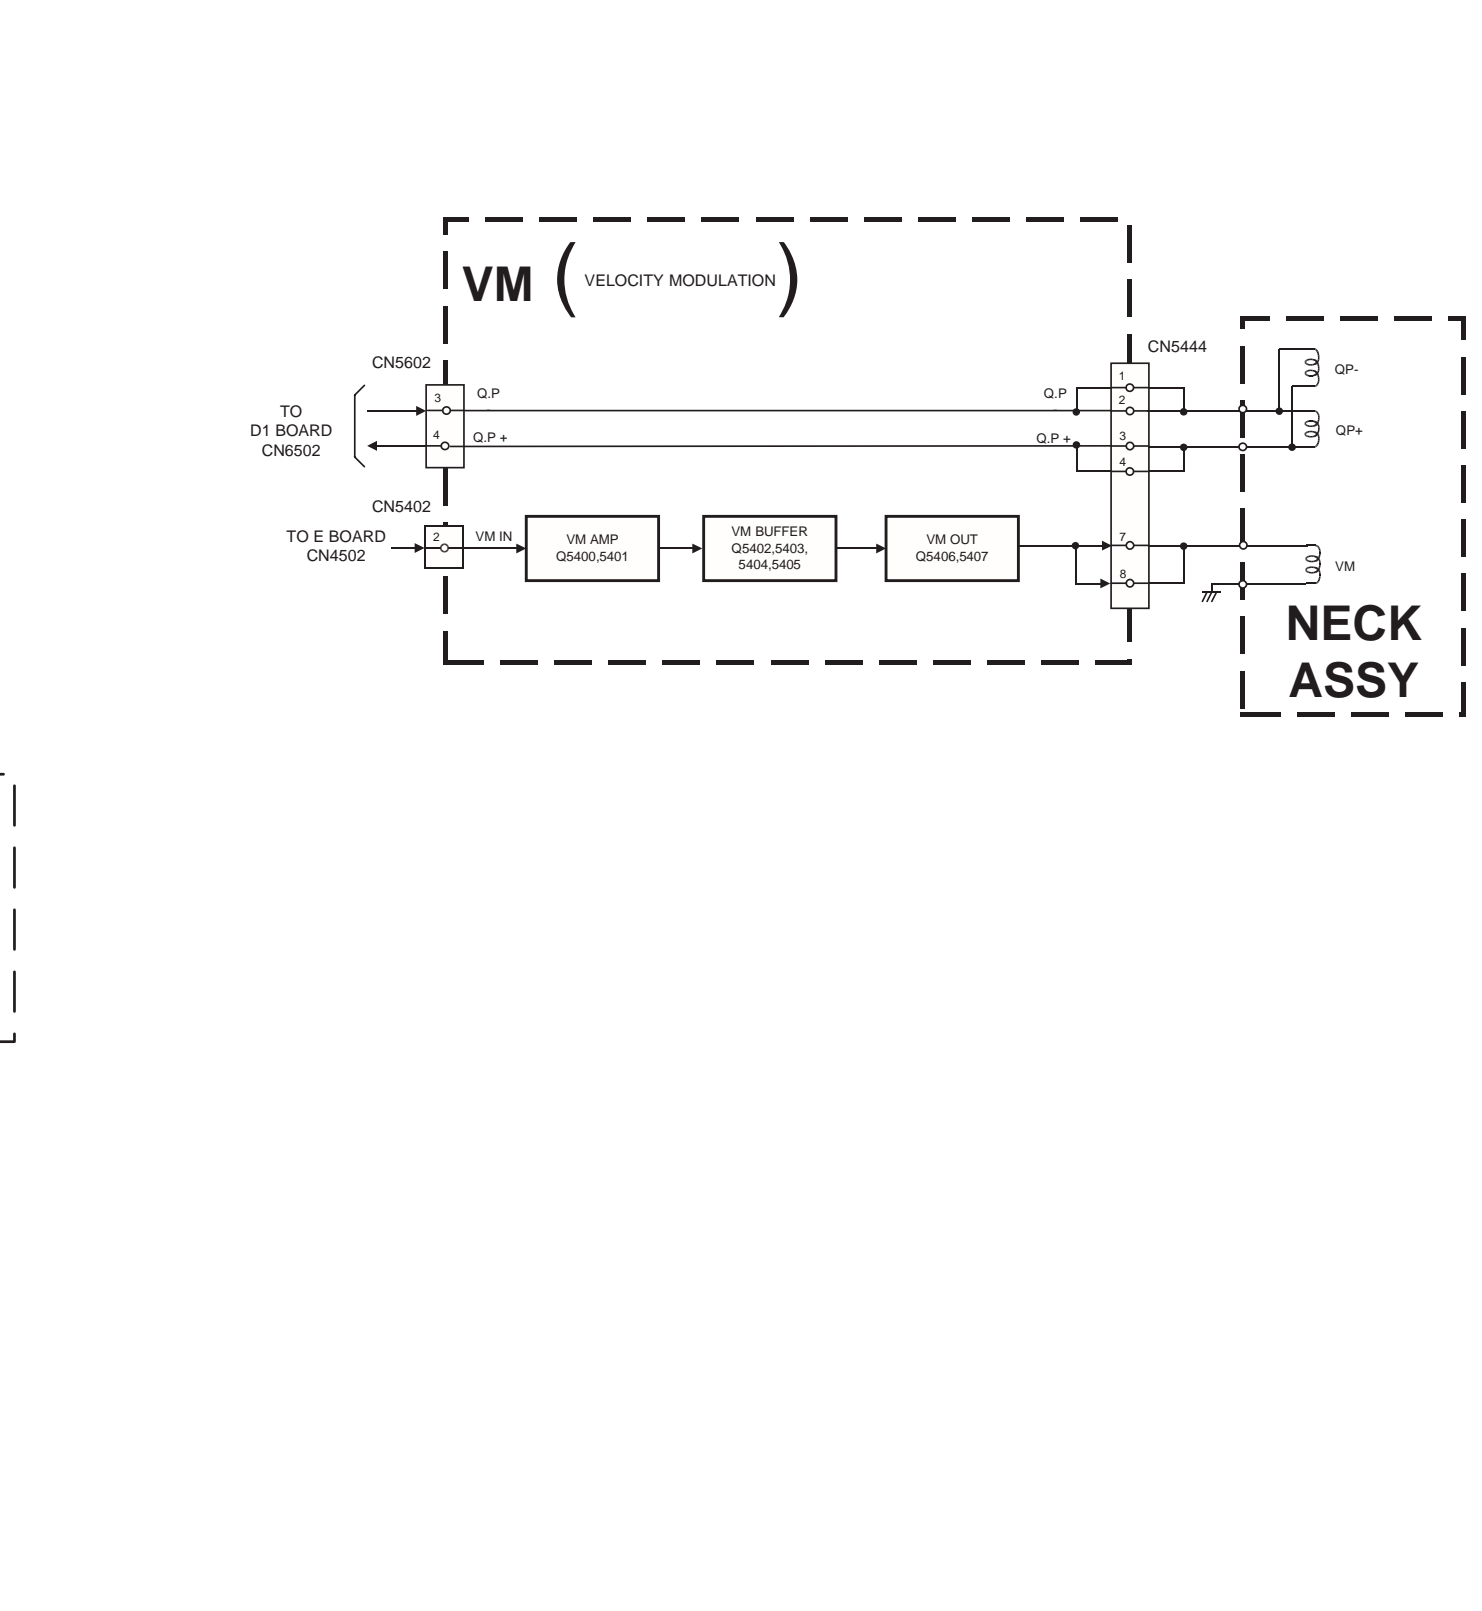 VM ( VELOCITY MODULATION )
CN5602
CN5444
TO
D1 BOARD
CN6502
3
Q.P
4
Q.P +
Q.P
Q.P +
1
2
3
4
QP-
QP+
CN5402
TO E BOARD
CN4502
2
VM IN
VM AMP
Q5400,5401
VM BUFFER
Q5402,5403,
5404,5405
VM OUT
Q5406,5407
7
8
VM
NECK
ASSY